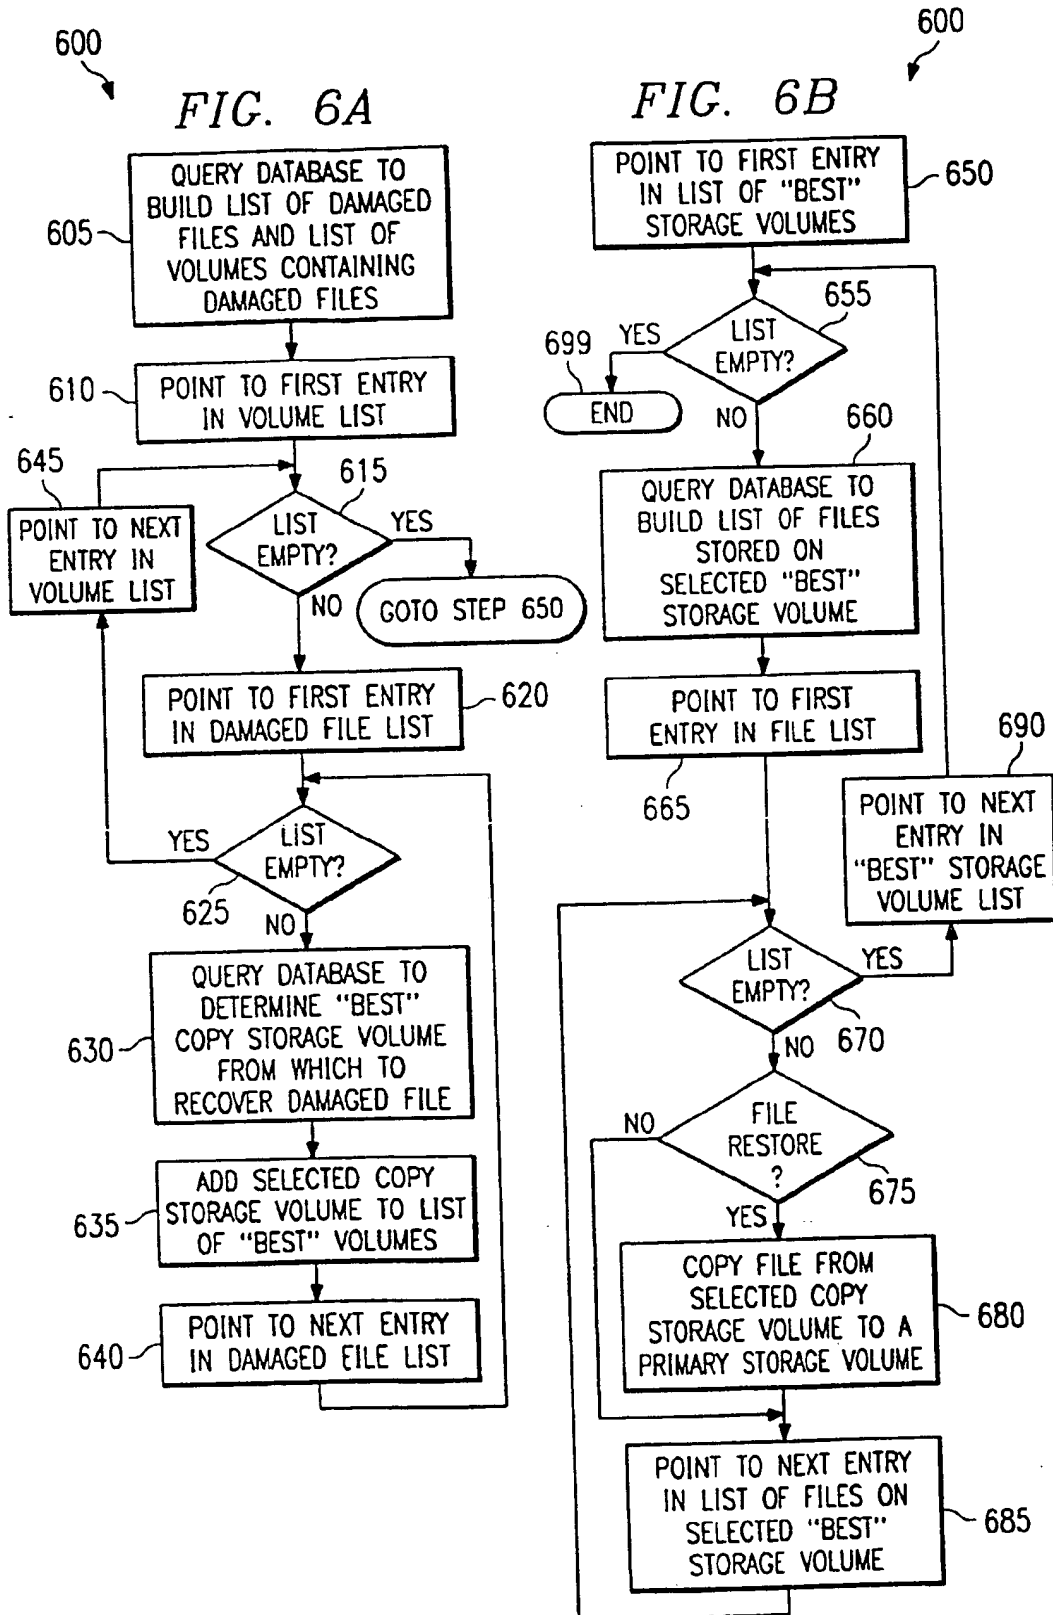 600
FIG. 6A
QUERY DATABASE TO
BUILD LIST OF DAMAGED
FILES AND LIST OF
VOLUMES CONTAINING
DAMAGED FILES
605
610
POINT TO FIRST ENTRY
IN VOLUME LIST
645
POINT TO NEXT
ENTRY IN
VOLUME LIST
615
LIST
EMPTY?
YES
GOTO STEP 650
NO
POINT TO FIRST ENTRY
IN DAMAGED FILE LIST
620
YES
LIST
EMPTY?
625
NO
QUERY DATABASE TO
DETERMINE "BEST"
COPY STORAGE VOLUME
FROM WHICH TO
RECOVER DAMAGED FILE
630
ADD SELECTED COPY
STORAGE VOLUME TO LIST
OF "BEST" VOLUMES
635
POINT TO NEXT ENTRY
IN DAMAGED FILE LIST
640
600
FIG. 6B
POINT TO FIRST ENTRY
IN LIST OF "BEST"
STORAGE VOLUMES
650
655
LIST
EMPTY?
YES
699
END
NO
660
QUERY DATABASE TO
BUILD LIST OF FILES
STORED ON
SELECTED "BEST"
STORAGE VOLUME
POINT TO FIRST
ENTRY IN FILE LIST
665
690
POINT TO NEXT
ENTRY IN
"BEST" STORAGE
VOLUME LIST
LIST
EMPTY?
YES
670
NO
NO
FILE
RESTORE
?
675
YES
COPY FILE FROM
SELECTED COPY
STORAGE VOLUME TO A
PRIMARY STORAGE VOLUME
680
POINT TO NEXT ENTRY
IN LIST OF FILES ON
SELECTED "BEST"
STORAGE VOLUME
685